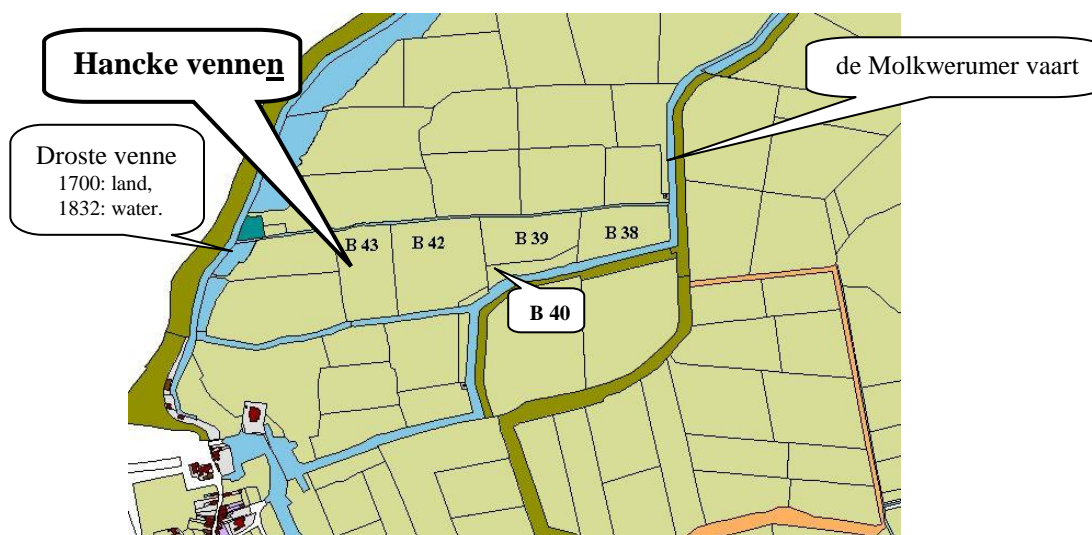 Hancke vennen
de Molkwerumer vaart
Droste venne
1700: land,
1832: water.
B 43
B 42
B 39
B 38
B 40